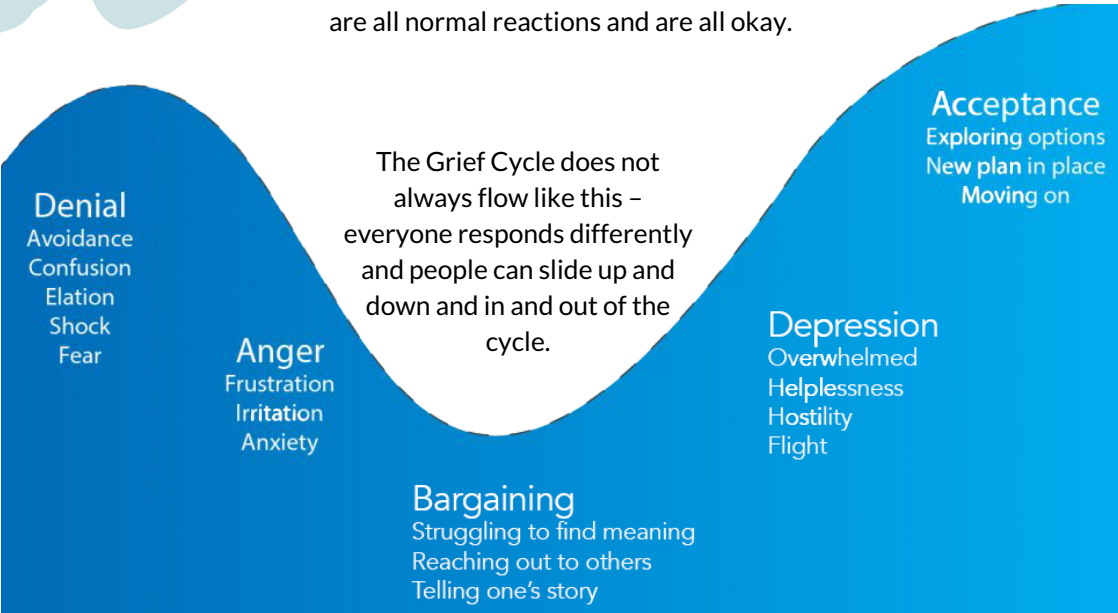 are all normal reactions and are all okay.
The Grief Cycle does not
always flow like this –
everyone responds differently
and people can slide up and
down and in and out of the
cycle.
Denial
Avoidance
Confusion
Elation
Shock
Fear
Anger
Frustration
Irritation
Anxiety
Bargaining
Struggling to find meaning
Reaching out to others
Telling one's story
Depression
Overwhelmed
Helplessness
Hostility
Flight
Acceptance
Exploring options
New plan in place
Moving on